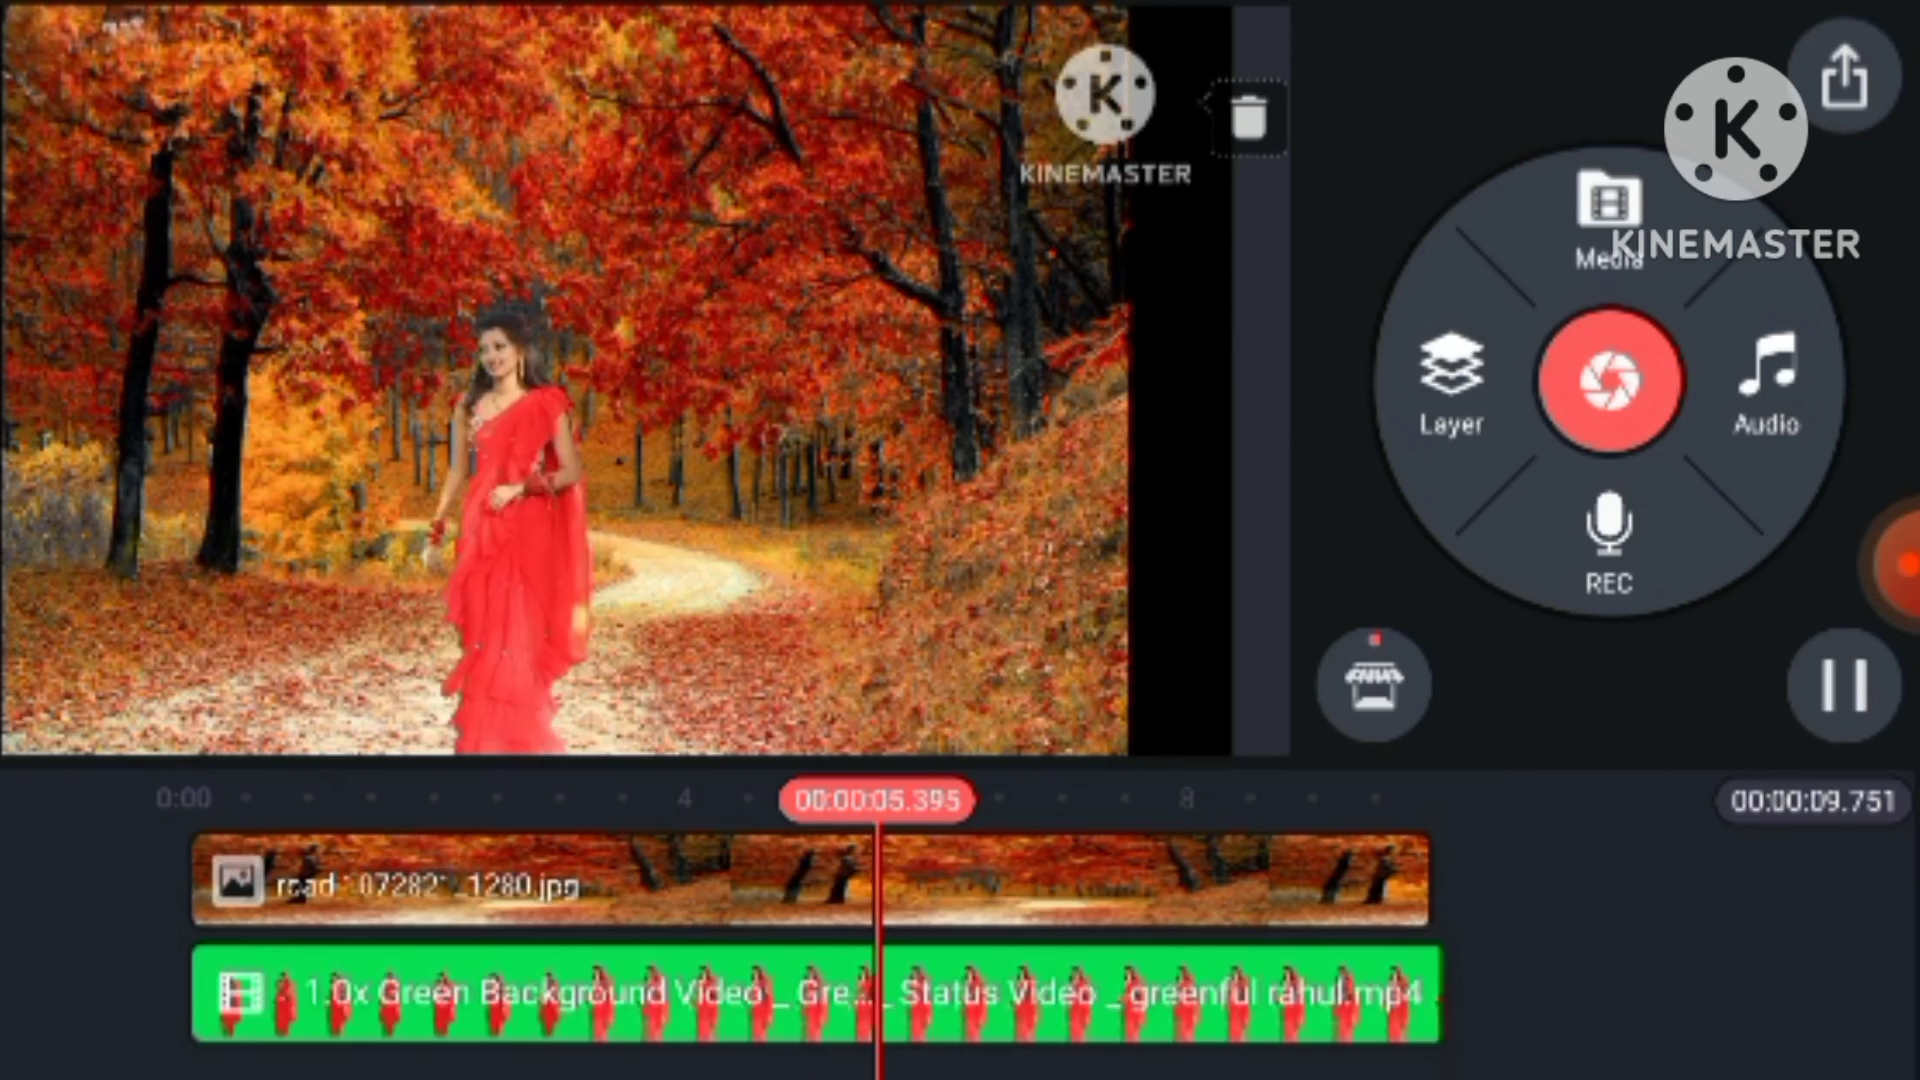 K
KINEMASTER
K
KINEMASTER
Media
Layer
Audio
REC
0:00
4
00:00:05.395
8
00:00:09.751
1280.jpg
1.0x Green Background Video _ Gre..._ Status Video _ greenful rahul.mp4